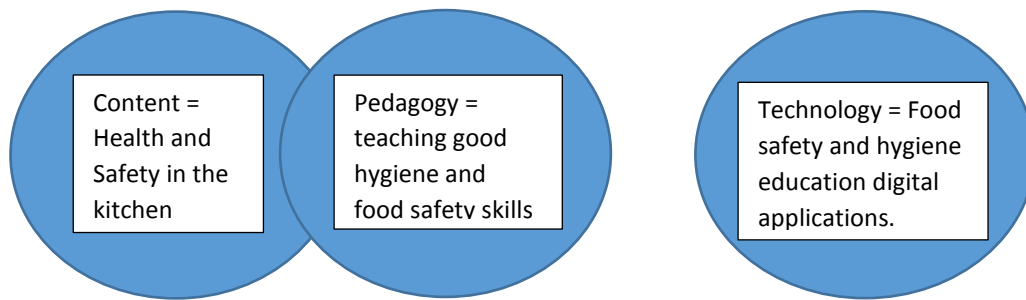 Content =
Health and
Safety in the
kitchen
Pedagogy =
teaching good
hygiene and
food safety skills
Technology = Food
safety and hygiene
education digital
applications.